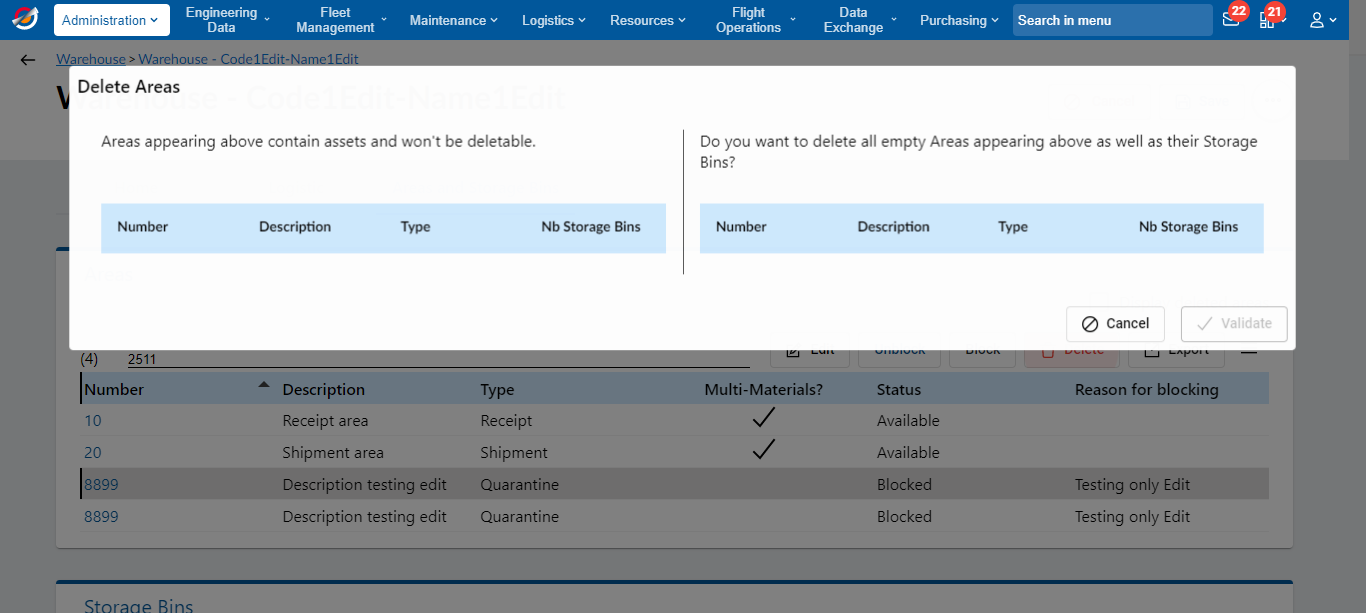 Administration
Engineering Data
Fleet Management
Maintenance
Logistics
Resources
Flight Operations
Data Exchange
Purchasing
Search in menu
22
21
Warehouse > Warehouse - Code1Edit-Name1Edit
Warehouse - Code1Edit-Name1Edit
Delete Areas
Areas appearing above contain assets and won't be deletable.
Do you want to delete all empty Areas appearing above as well as their Storage
Bins?
Number Description Type Nb Storage Bins
Number Description Type Nb Storage Bins
Cancel
Validate
(4) 2511 Edit Unblock Block Delete Export
Number Description Type Multi-Materials? Status Reason for blocking
10 Receipt area Receipt Available
20 Shipment area Shipment Available
8899 Description testing edit Quarantine Blocked Testing only Edit
8899 Description testing edit Quarantine Blocked Testing only Edit
Storage Bins